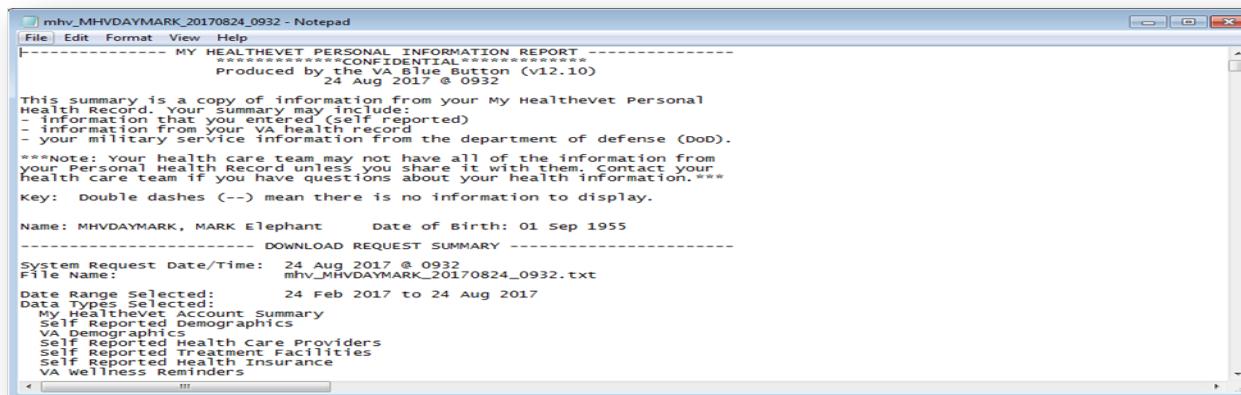 mhv_MHVDAYMARK_20170824_0932 - Notepad
File Edit Format View Help
--------------- MY HEALTHEVET PERSONAL INFORMATION REPORT ---------------
*************CONFIDENTIAL*************
Produced by the VA Blue Button (v12.10)
24 Aug 2017 @ 0932
This summary is a copy of information from your My HealtheVet Personal
Health Record. Your summary may include:
- information that you entered (self reported)
- information from your VA health record
- your military service information from the department of defense (DoD).
***Note: Your health care team may not have all of the information from
your Personal Health Record unless you share it with them. Contact your
health care team if you have questions about your health information.***
Key: Double dashes (--) mean there is no information to display.
Name: MHVDAYMARK, MARK Elephant Date of Birth: 01 Sep 1955
------------------------ DOWNLOAD REQUEST SUMMARY -----------------------
System Request Date/Time: 24 Aug 2017 @ 0932
File Name: mhv_MHVDAYMARK_20170824_0932.txt
Date Range Selected: 24 Feb 2017 to 24 Aug 2017
Data Types Selected:
My HealtheVet Account Summary
Self Reported Demographics
VA Demographics
Self Reported Health Care Providers
Self Reported Treatment Facilities
Self Reported Health Insurance
VA Wellness Reminders